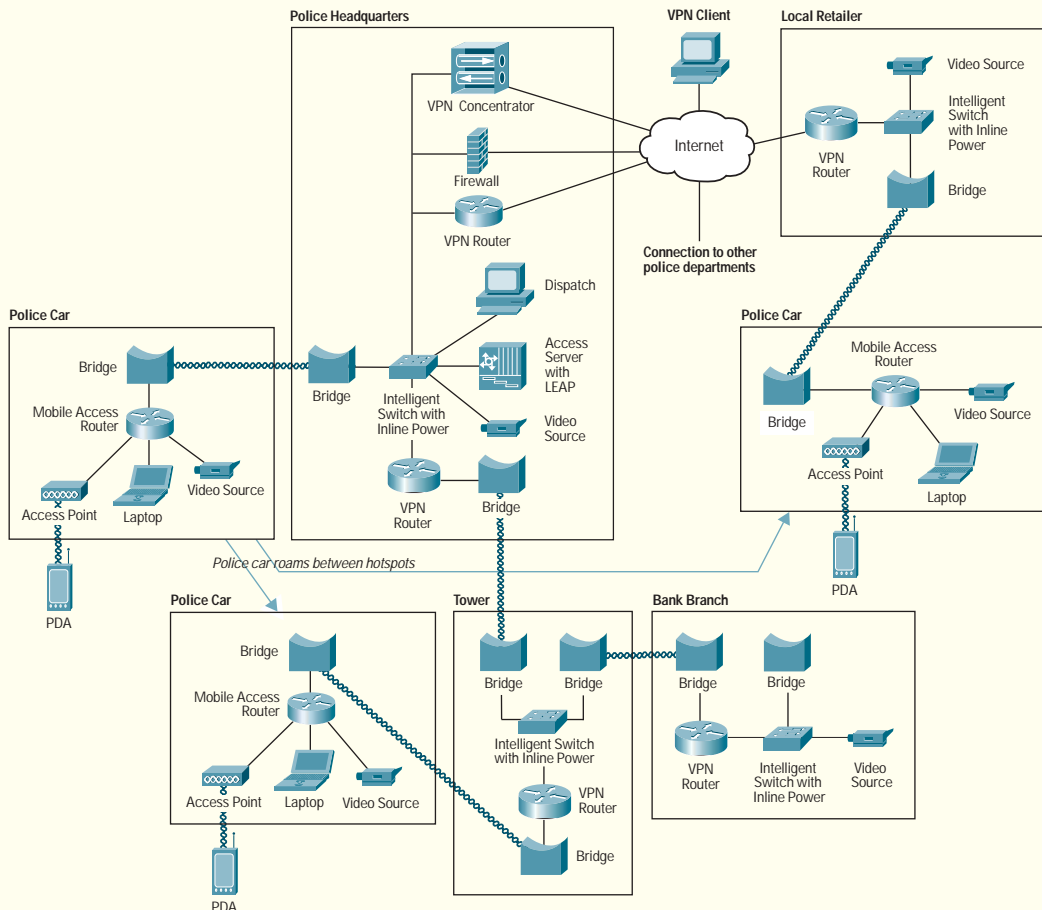 Police Headquarters
VPN Client
Local Retailer
VPN Concentrator
Video Source
Intelligent
Switch
with Inline
Power
Internet
VPN
Router
Firewall
Bridge
VPN Router
Connection to other
police departments
Dispatch
Police Car
Bridge
Mobile Access
Router
Access Point
Laptop
Video Source
PDA
Bridge
Intelligent
Switch with
Inline Power
Access
Server
with
LEAP
Video
Source
VPN
Router
Bridge
Police Car
Mobile Access
Router
Bridge
Video Source
Access Point
Laptop
PDA
Police car roams between hotspots
Police Car
Bridge
Mobile Access
Router
Access Point
Laptop
Video Source
PDA
Tower
Bridge
Bridge
Intelligent Switch
with Inline Power
VPN
Router
Bridge
Bank Branch
Bridge
Bridge
VPN
Router
Intelligent
Switch with
Inline Power
Video
Source